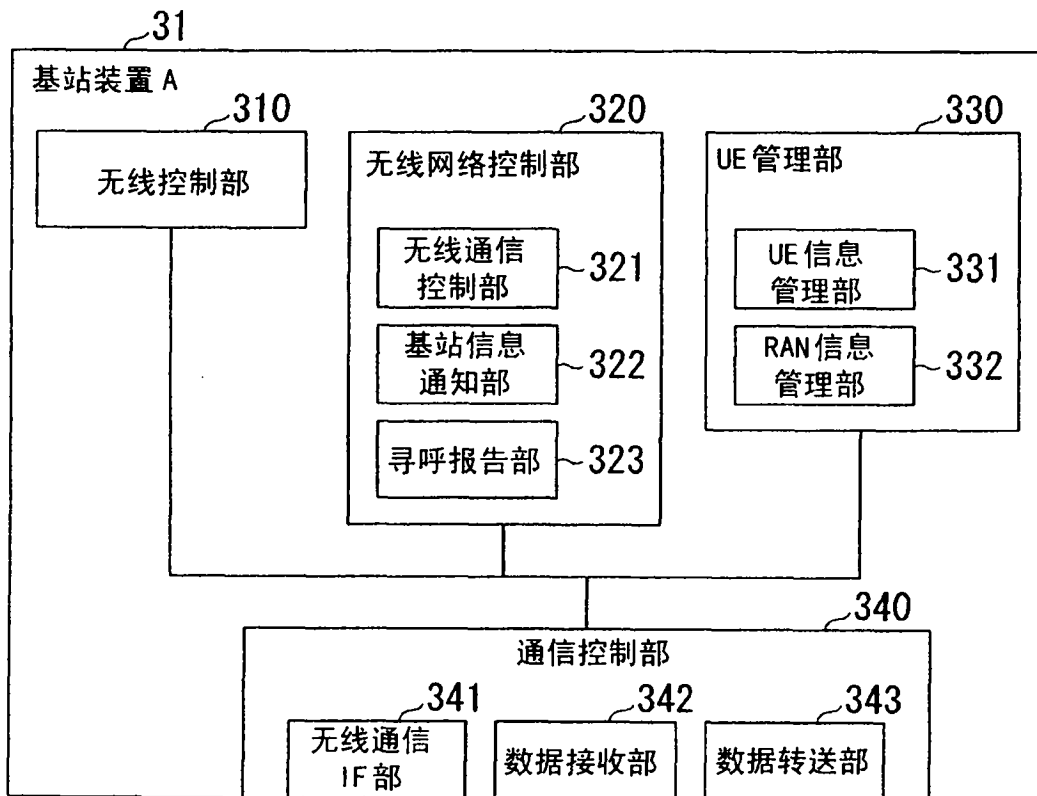 31
基站装置 A
310
无线控制部
320
无线网络控制部
无线通信
控制部
321
基站信息
通知部
322
寻呼报告部
323
330
UE 管理部
UE 信息
管理部
331
RAN 信息
管理部
332
340
通信控制部
341
无线通信
IF 部
342
数据接收部
343
数据转送部